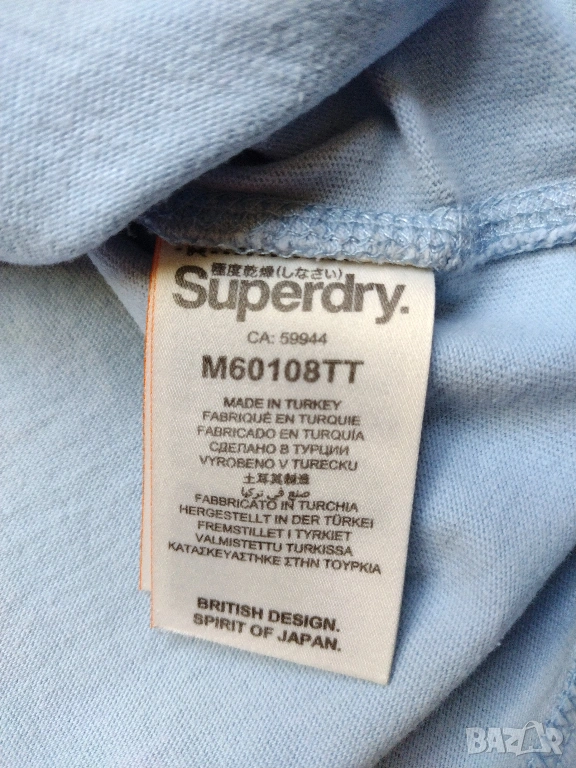 極度乾燥(しなさい)
Superdry.
CA: 59944
M60108TT
MADE IN TURKEY
FABRIQUÉ EN TURQUIE
FABRICADO EN TURQUÍA
СДЕЛАНО В ТУРЦИИ
VYROBENO V TURECKU
土耳其制造
صنع في تركيا
FABBRICATO IN TURCHIA
HERGESTELLT IN DER TÜRKEI
FREMSTILLET I TYRKIET
VALMISTETTU TURKISSA
ΚΑΤΑΣΚΕΥΑΣΤΗΚΕ ΣΤΗΝ ΤΟΥΡΚΙΑ
BRITISH DESIGN.
SPIRIT OF JAPAN.
BAZAR